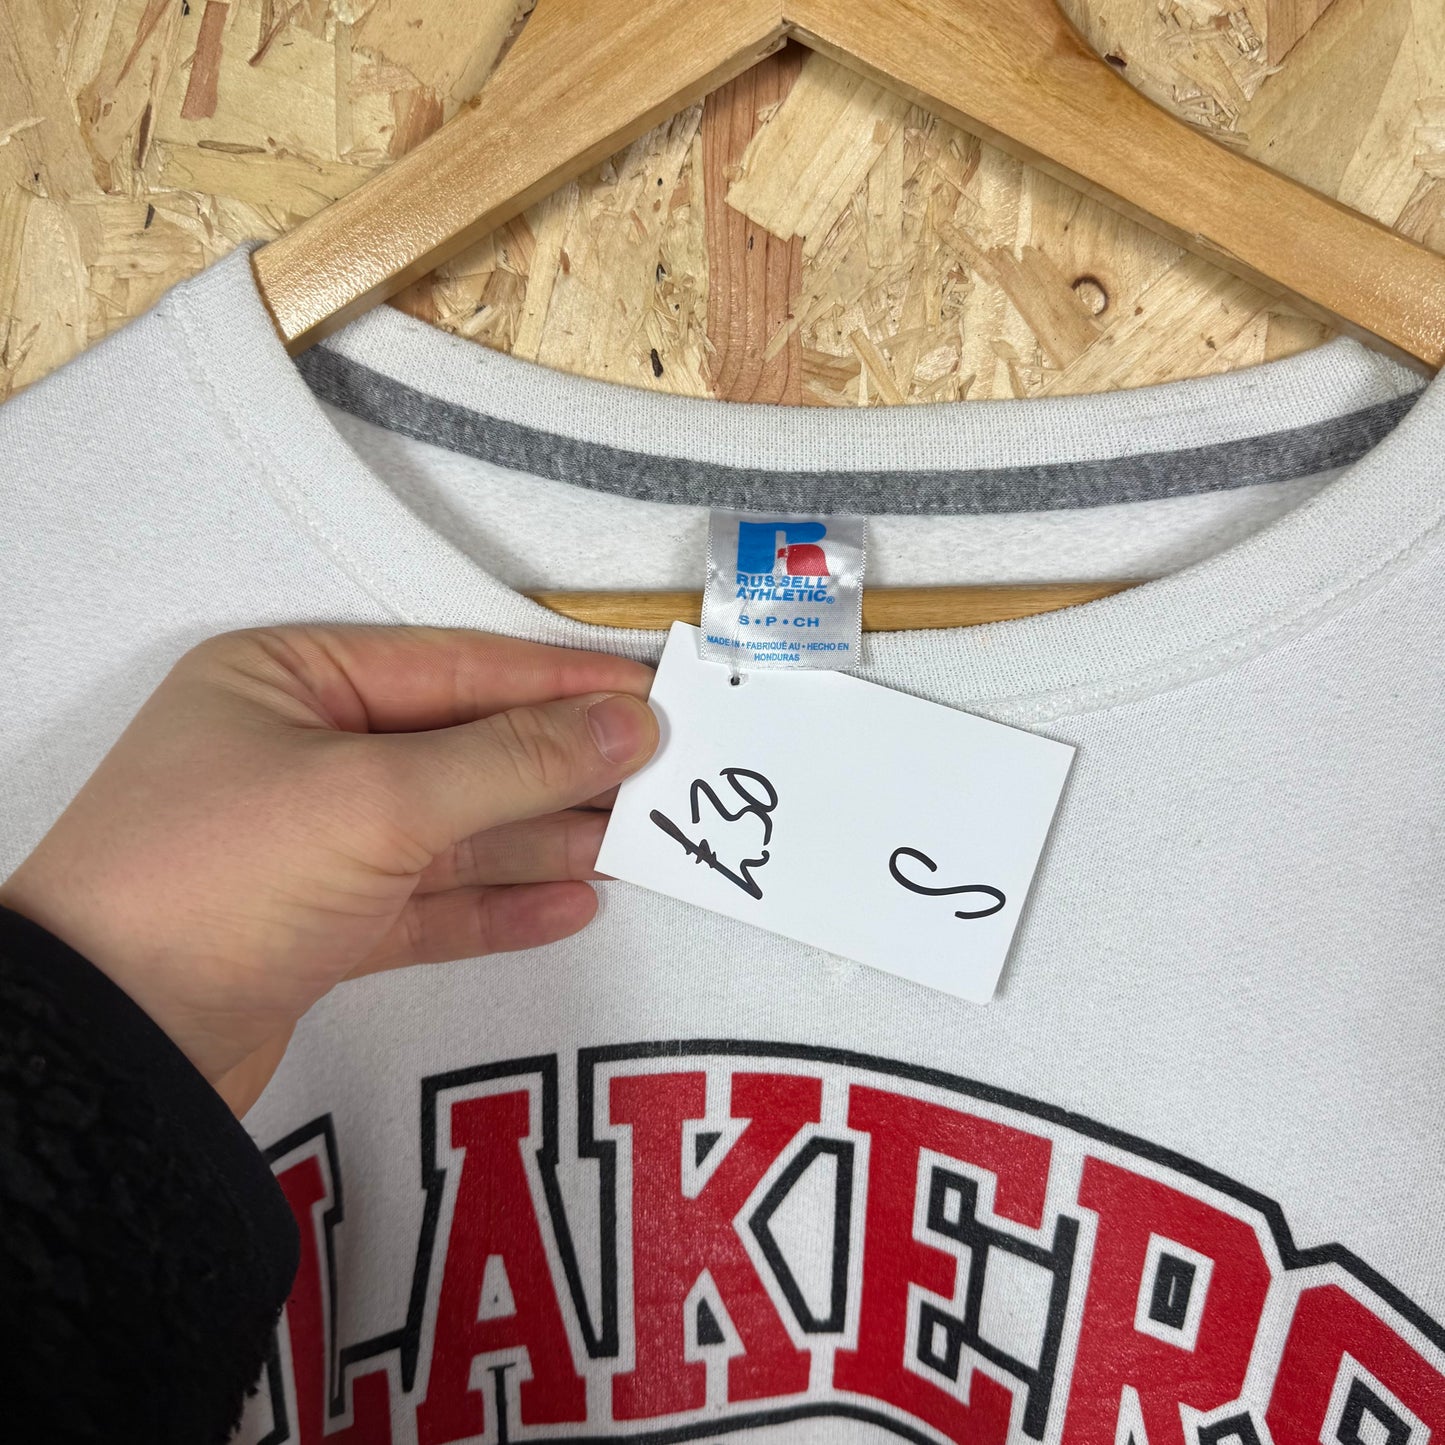 R
RUSSELL
ATHLETIC®
S • P • CH
MADE IN • FABRIQUÉ AU • HECHO EN
HONDURAS
£30
S
LAKERS